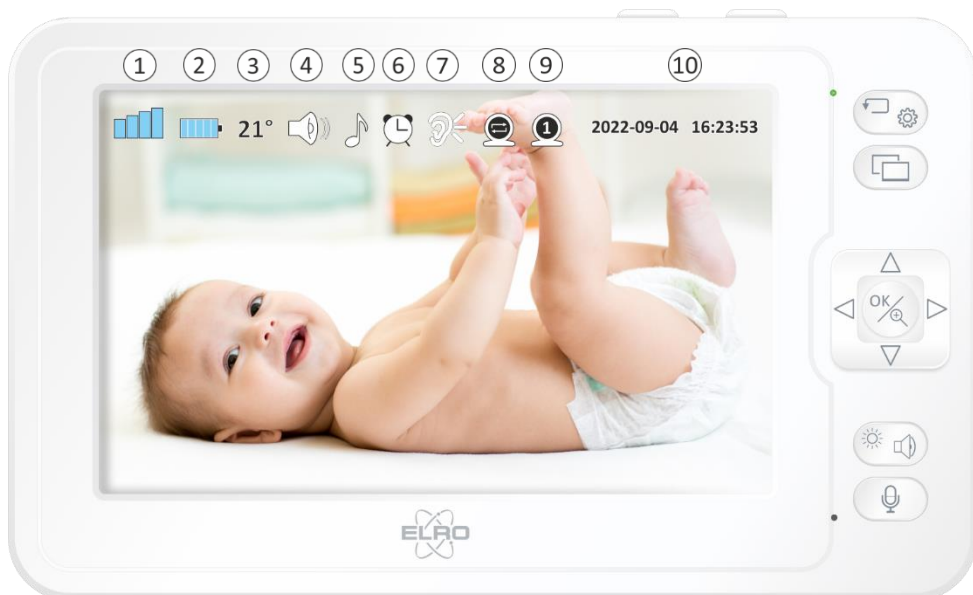 ① ② ③ ④ ⑤ ⑥ ⑦ ⑧ ⑨ ⑩
21° 1 2022-09-04 16:23:53
OK
ELRO